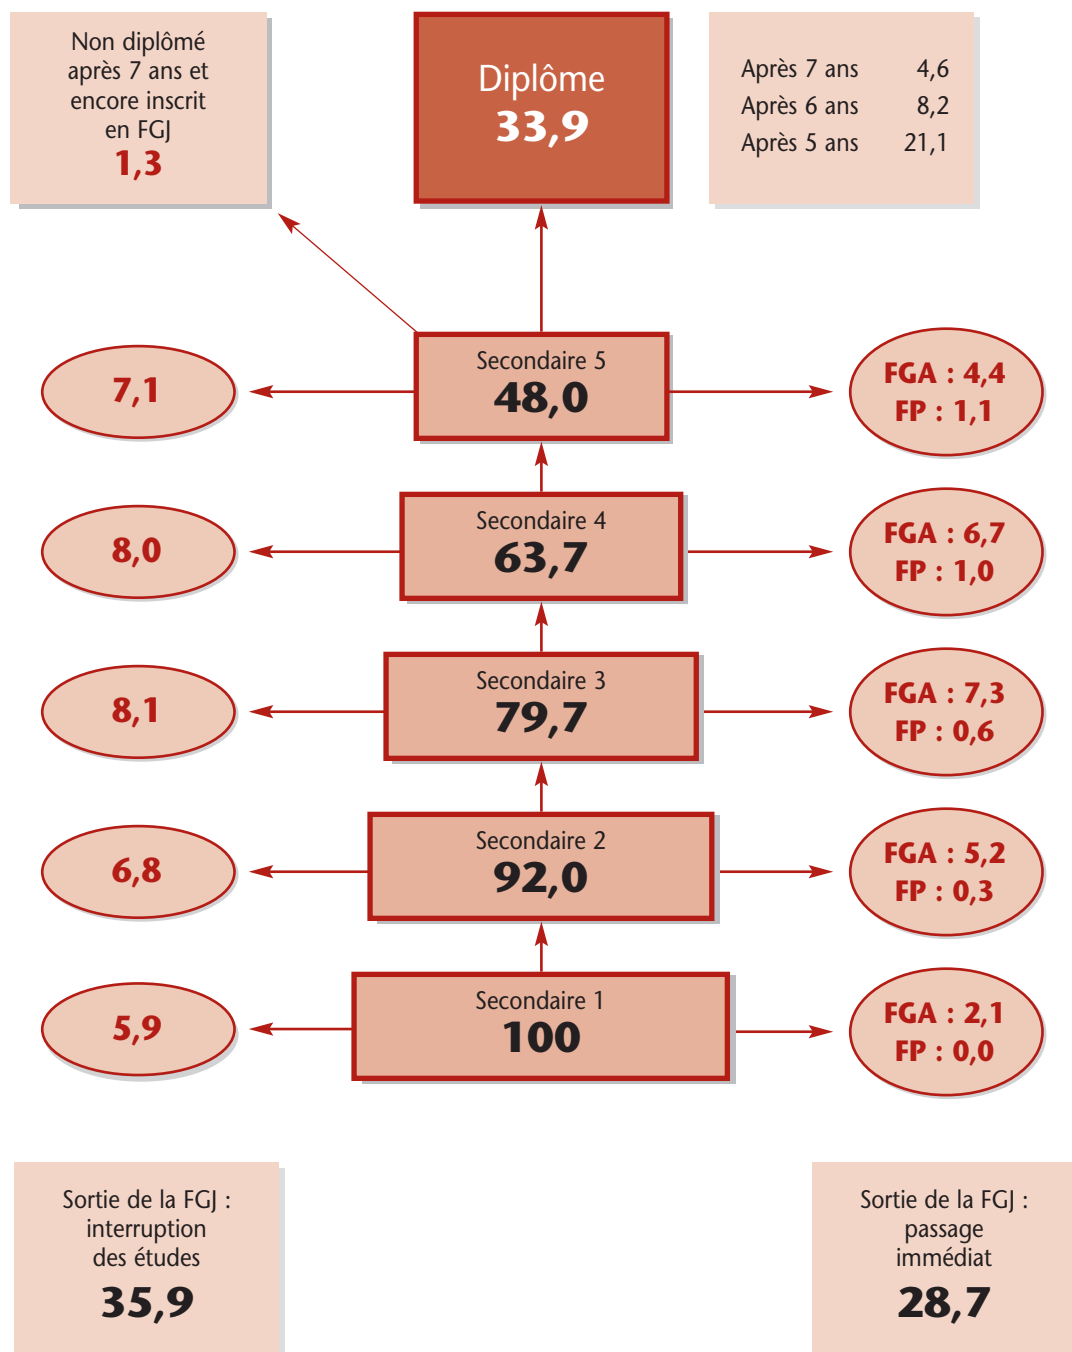 Non diplômé
après 7 ans et
encore inscrit
en FGJ
1,3
Diplôme
33,9
Après 7 ans 4,6
Après 6 ans 8,2
Après 5 ans 21,1
7,1
Secondaire 5
48,0
FGA : 4,4
FP : 1,1
8,0
Secondaire 4
63,7
FGA : 6,7
FP : 1,0
8,1
Secondaire 3
79,7
FGA : 7,3
FP : 0,6
6,8
Secondaire 2
92,0
FGA : 5,2
FP : 0,3
5,9
Secondaire 1
100
FGA : 2,1
FP : 0,0
Sortie de la FGJ :
interruption
des études
35,9
Sortie de la FGJ :
passage
immédiat
28,7